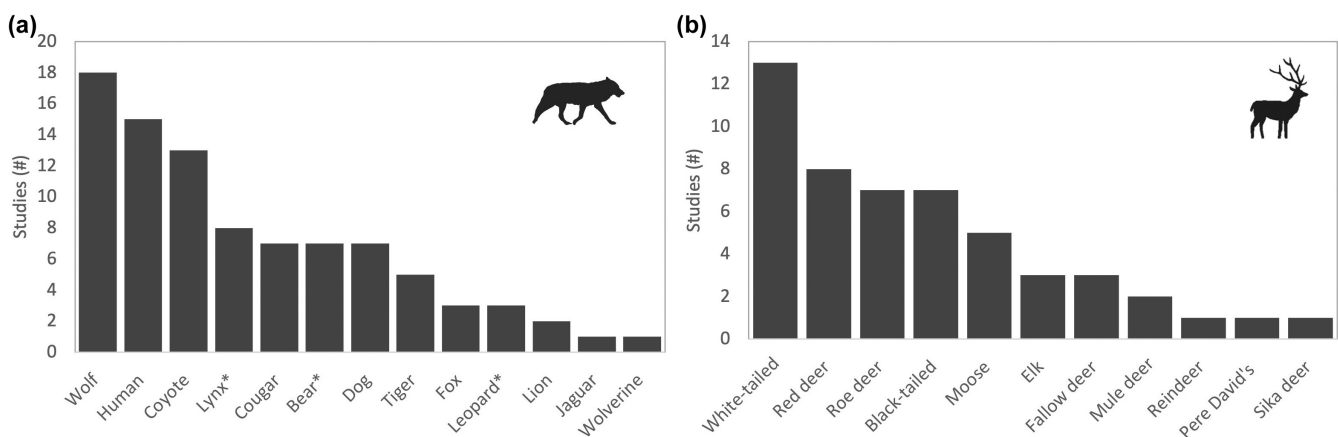 (a)
20
18
16
14
12
10
8
6
4
2
0
Studies (#)
Wolf
Human
Coyote
Lynx*
Cougar
Bear*
Dog
Tiger
Fox
Leopard*
Lion
Jaguar
Wolverine
(b)
14
12
10
8
6
4
2
0
Studies (#)
White-tailed
Red deer
Roe deer
Black-tailed
Moose
Elk
Fallow deer
Mule deer
Reindeer
Pere David's
Sika deer